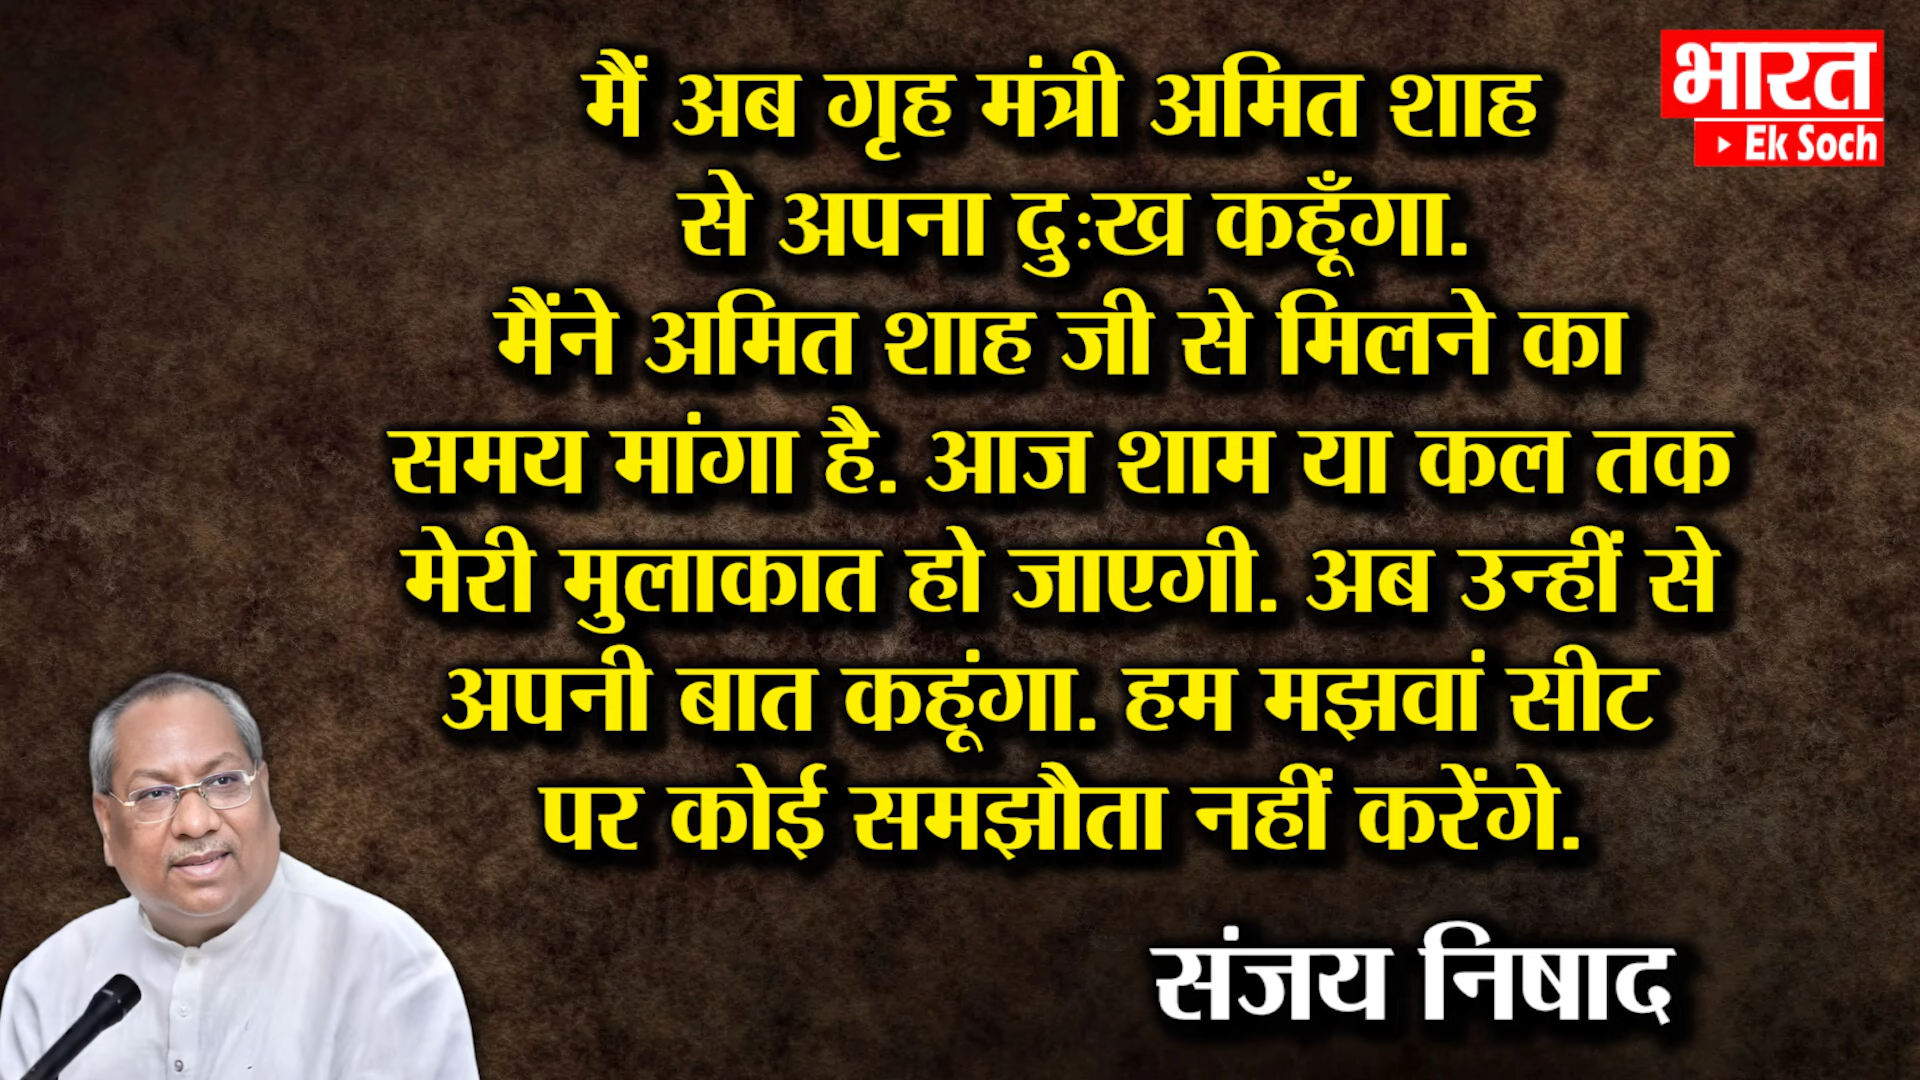 भारत
Ek Soch
मैं अब गृह मंत्री अमित शाह
से अपना दुःख कहूँगा.
मैंने अमित शाह जी से मिलने का
समय मांगा है. आज शाम या कल तक
मेरी मुलाकात हो जाएगी. अब उन्हीं से
अपनी बात कहूंगा. हम मझवां सीट
पर कोई समझौता नहीं करेंगे.
संजय निषाद